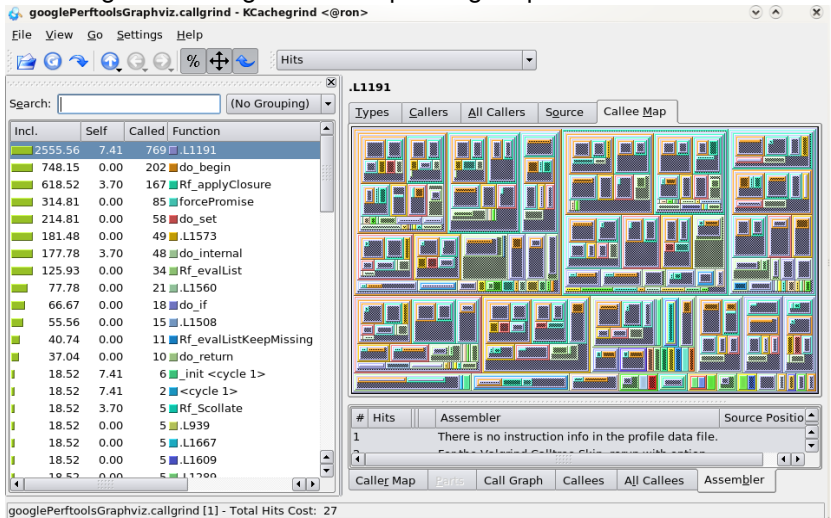 googlePerftoolsGraphviz.callgrind - KCachegrind <@ron>
File View Go Settings Help
% Hits
Search: (No Grouping)
Incl. Self Called Function
2555.56 7.41 769 .L1191
748.15 0.00 202 do_begin
618.52 3.70 167 Rf_applyClosure
314.81 0.00 85 forcePromise
214.81 0.00 58 do_set
181.48 0.00 49 .L1573
177.78 3.70 48 do_internal
125.93 0.00 34 Rf_evalList
77.78 0.00 21 .L1560
66.67 0.00 18 do_if
55.56 0.00 15 .L1508
40.74 0.00 11 Rf_evalListKeepMissing
37.04 0.00 10 do_return
18.52 7.41 6 _init <cycle 1>
18.52 7.41 2 <cycle 1>
18.52 3.70 5 Rf_Scollate
18.52 0.00 5 .L939
18.52 0.00 5 .L1667
18.52 0.00 5 .L1609
18.52 0.00 5 .L1289
.L1191
Types Callers All Callers Source Callee Map
# Hits Assembler Source Positio
1 There is no instruction info in the profile data file.
Caller Map Parts Call Graph Callees All Callees Assembler
googlePerftoolsGraphviz.callgrind [1] - Total Hits Cost: 27